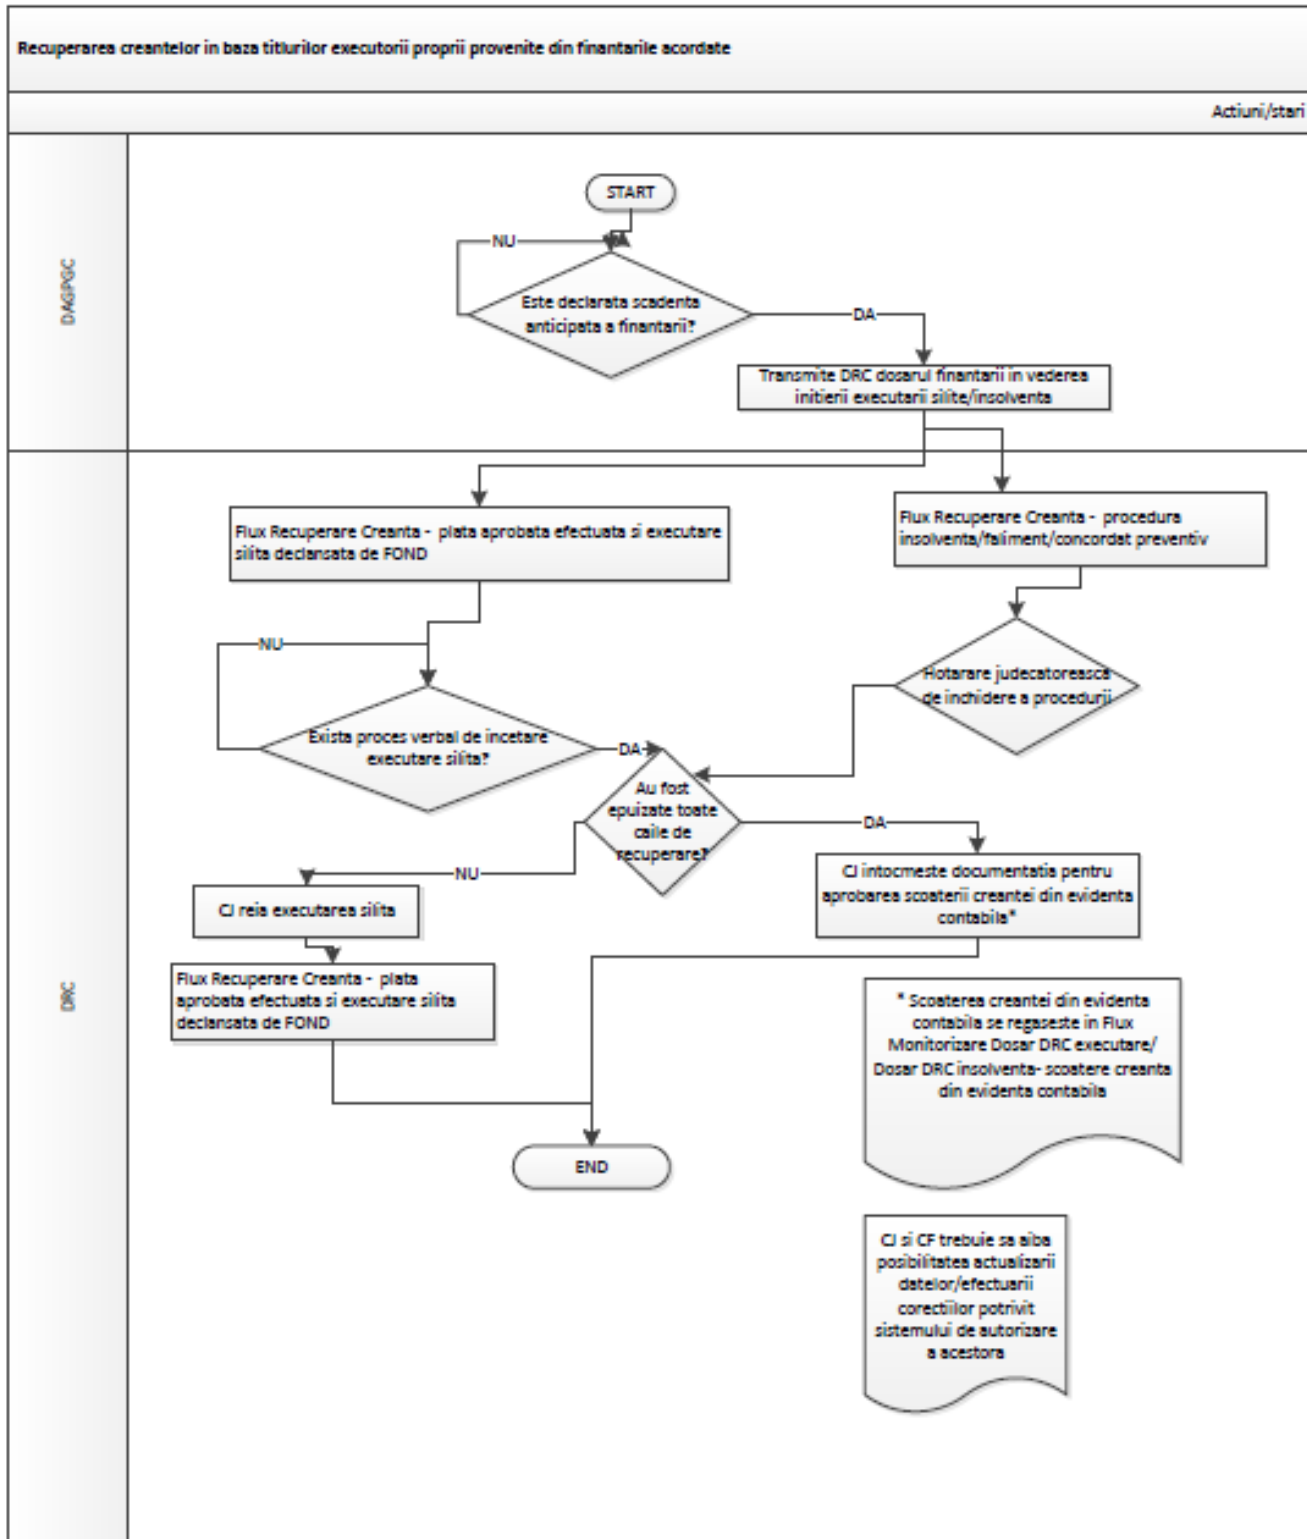 Recuperarea creantelor in baza titlurilor executorii proprii provenite din finantarile acordate
Actiuni/stari
DAGPGC
START
NU
Este declarata scadenta
anticipata a finantarii?
DA
Transmite DRC dosarul finantarii in vederea
initierii executarii silite/insolventa
DRC
Flux Recuperare Creanta - plata aprobata efectuata si executare
silita declansata de FOND
Flux Recuperare Creanta - procedura
insolventa/faliment/concordat preventiv
NU
Hotarare judecatoreasca
de inchidere a procedurii
Exista proces verbal de incetare
executare silita?
DA
Au fost
epuizate toate
caile de
recuperare?
DA
NU
CJ intocmeste documentatia pentru
aprobarea scoaterii creantei din evidenta
contabila*
CJ reia executarea silita
Flux Recuperare Creanta - plata
aprobata efectuata si executare silita
declansata de FOND
* Scoaterea creantei din evidenta
contabila se regaseste in Flux
Monitorizare Dosar DRC executare/
Dosar DRC insolventa- scoatere creanta
din evidenta contabila
END
CJ si CF trebuie sa aiba
posibilitatea actualizarii
datelor/efectuarii
corectiilor potrivit
sistemului de autorizare
a acestora